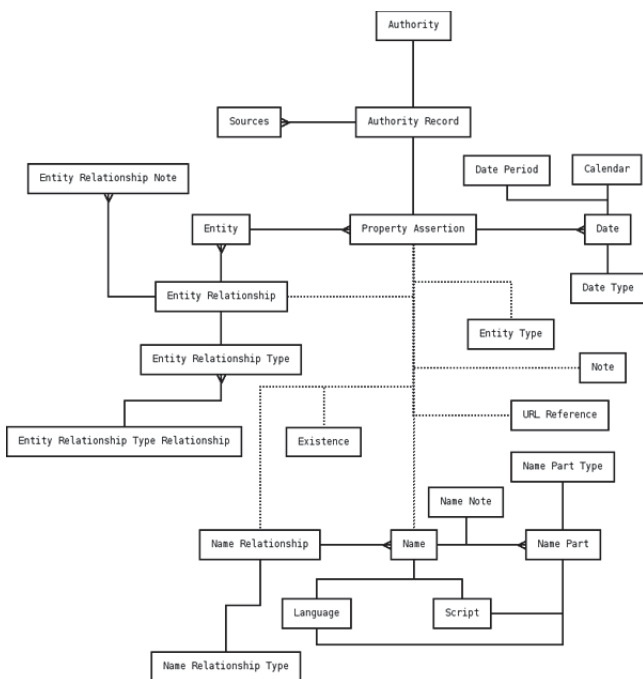 Authority
Sources
Authority Record
Date Period
Calendar
Entity Relationship Note
Entity
Property Assertion
Date
Entity Relationship
Date Type
Entity Type
Entity Relationship Type
Note
URL Reference
Entity Relationship Type Relationship
Existence
Name Part Type
Name Note
Name Relationship
Name
Name Part
Language
Script
Name Relationship Type